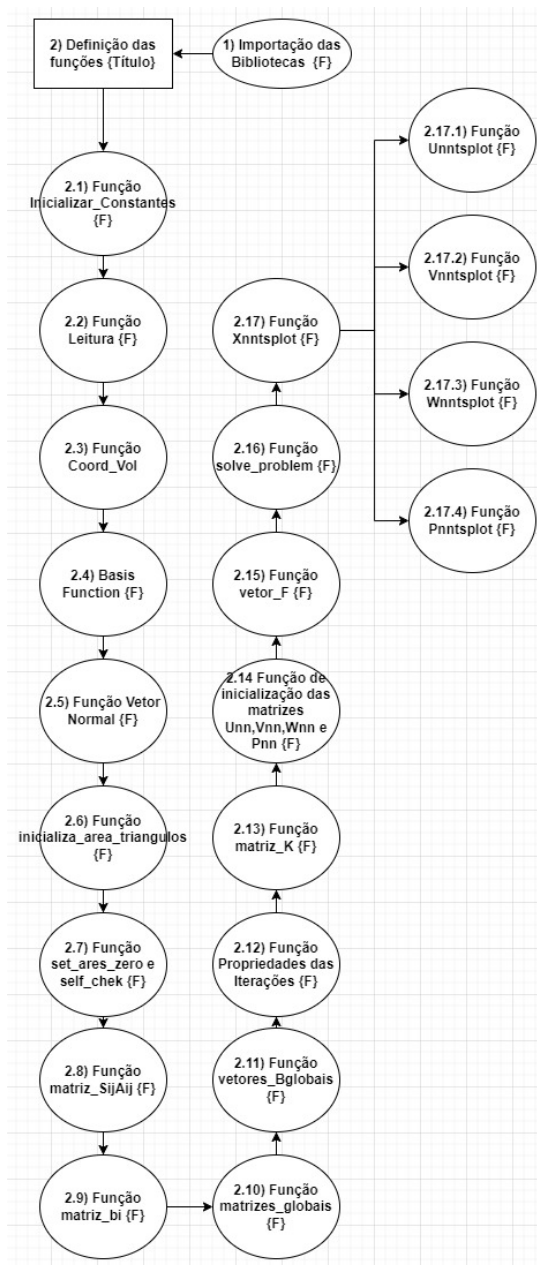 2) Definição das
funções {Título}
1) Importação das
Bibliotecas {F}
2.1) Função
Inicializar_Constantes
{F}
2.2) Função
Leitura {F}
2.3) Função
Coord_Vol
2.4) Basis
Function {F}
2.5) Função Vetor
Normal {F}
2.6) Função
inicializa_area_triangulos
{F}
2.7) Função
set_ares_zero e
self_chek {F}
2.8) Função
matriz_SijAij {F}
2.9) Função
matriz_bi {F}
2.10) Função
matrizes_globais
{F}
2.11) Função
vetores_Bglobais
{F}
2.12) Função
Propriedades das
Iterações {F}
2.13) Função
matriz_K {F}
2.14 Função de
inicialização das
matrizes
Unn,Vnn,Wnn e
Pnn {F}
2.15) Função
vetor_F {F}
2.16) Função
solve_problem {F}
2.17) Função
Xnntsplot {F}
2.17.1) Função
Unntsplot {F}
2.17.2) Função
Vnntsplot {F}
2.17.3) Função
Wnntsplot {F}
2.17.4) Função
Pnntsplot {F}